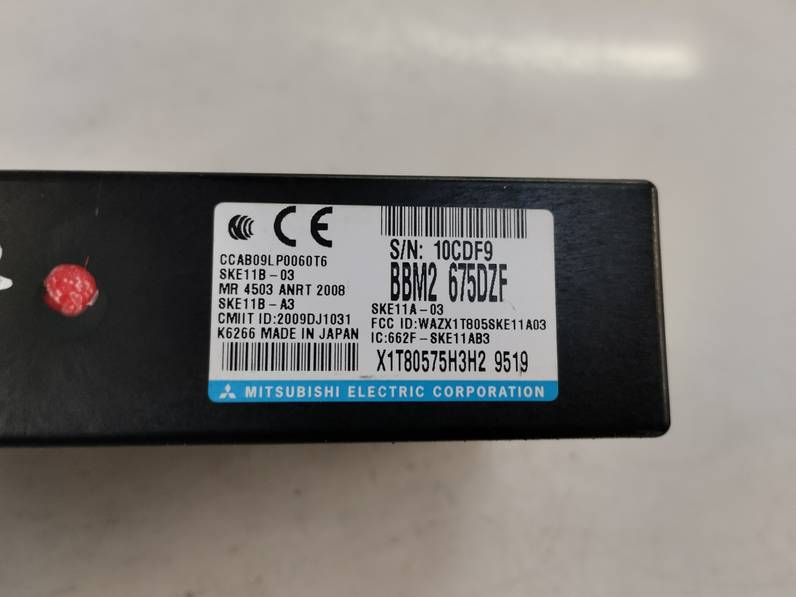 CE
S/N: 10CDF9
CCAB09LP0060T6
SKE11B-03
MR 4503 ANRT 2008
SKE11B-A3
CMIIT ID:2009DJ1031
K6266 MADE IN JAPAN
BBM2 675DZF
SKE11A-03
FCC ID:WAZX1T805SKE11A03
IC:662F-SKE11AB3
X1T80575H3H2 9519
MITSUBISHI ELECTRIC CORPORATION